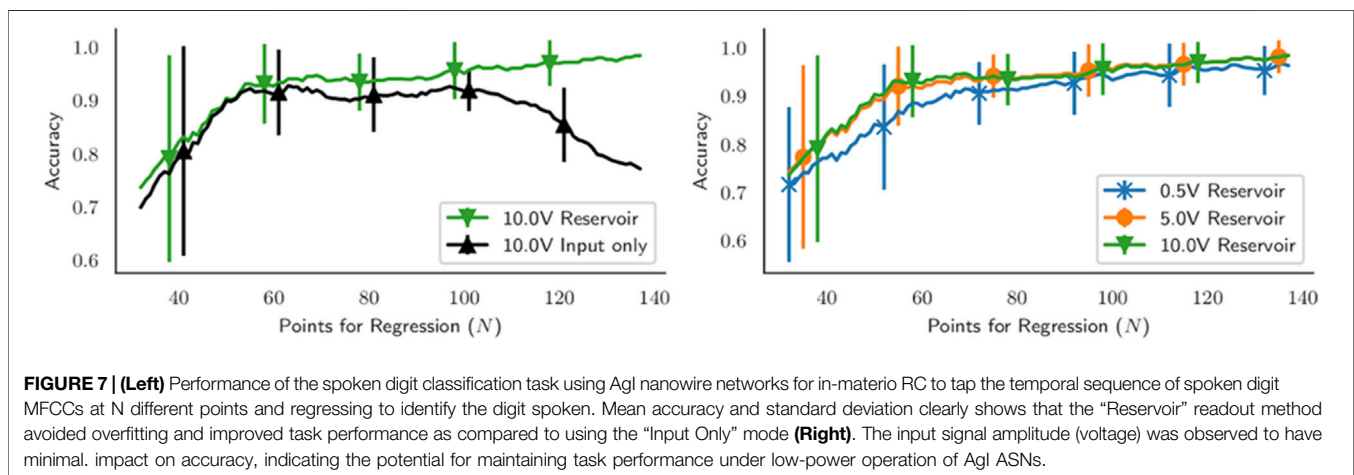 1.0
0.9
0.8
0.7
0.6
Accuracy
40 60 80 100 120 140
Points for Regression (N)
10.0V Reservoir
10.0V Input only
1.0
0.9
0.8
0.7
0.6
Accuracy
40 60 80 100 120 140
Points for Regression (N)
0.5V Reservoir
5.0V Reservoir
10.0V Reservoir
FIGURE 7 | (Left) Performance of the spoken digit classification task using AgI nanowire networks for in-materio RC to tap the temporal sequence of spoken digit
MFCCs at N different points and regressing to identify the digit spoken. Mean accuracy and standard deviation clearly shows that the “Reservoir” readout method
avoided overfitting and improved task performance as compared to using the “Input Only” mode (Right). The input signal amplitude (voltage) was observed to have
minimal. impact on accuracy, indicating the potential for maintaining task performance under low-power operation of AgI ASNs.